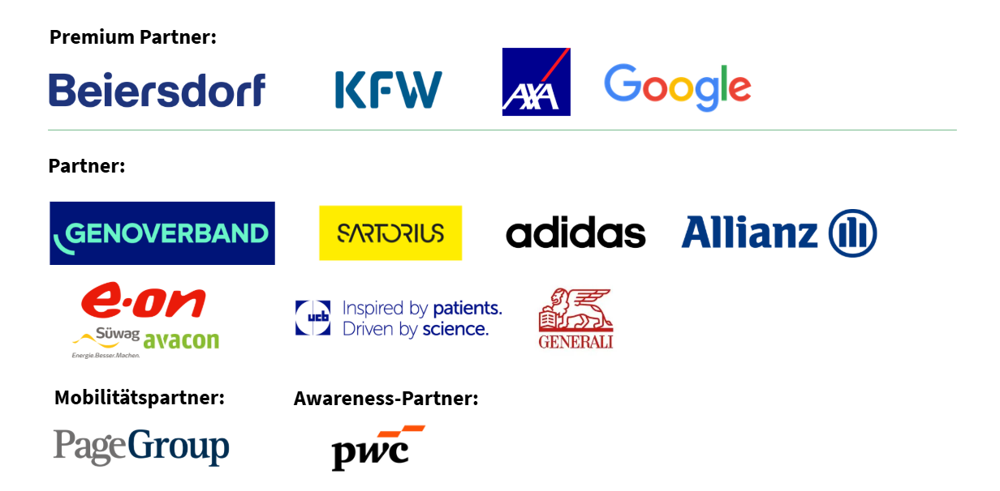 Premium Partner:
Beiersdorf
KFW
AXA
Google
Partner:
GENOVERBAND
SARTORIUS
adidas
Allianz
e·on
Süwag
avacon
Energie.Besser.Machen.
ucb
Inspired by patients.
Driven by science.
GENERALI
Mobilitätspartner:
Awareness-Partner:
PageGroup
pwc